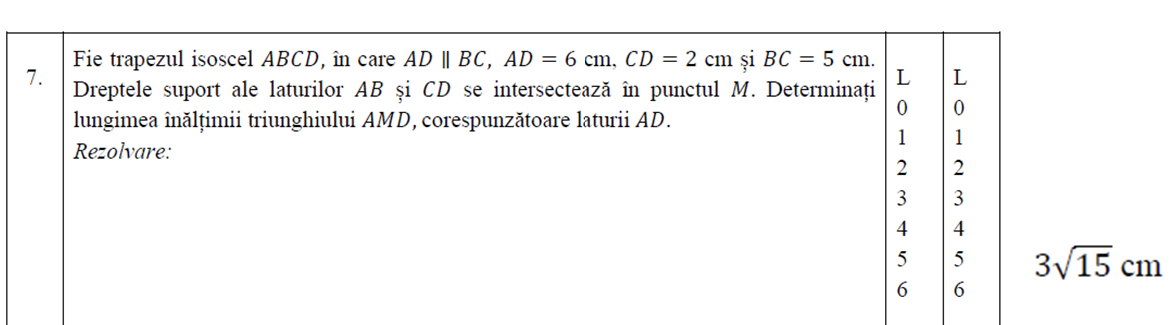 7.
Fie trapezul isoscel ABCD, în care AD ∥ BC, AD = 6 cm, CD = 2 cm și BC = 5 cm.
Dreptele suport ale laturilor AB și CD se intersectează în punctul M. Determinați
lungimea înălțimii triunghiului AMD, corespunzătoare laturii AD.
Rezolvare:
L L
0 0
1 1
2 2
3 3
4 4
5 5
6 6
3√15 cm